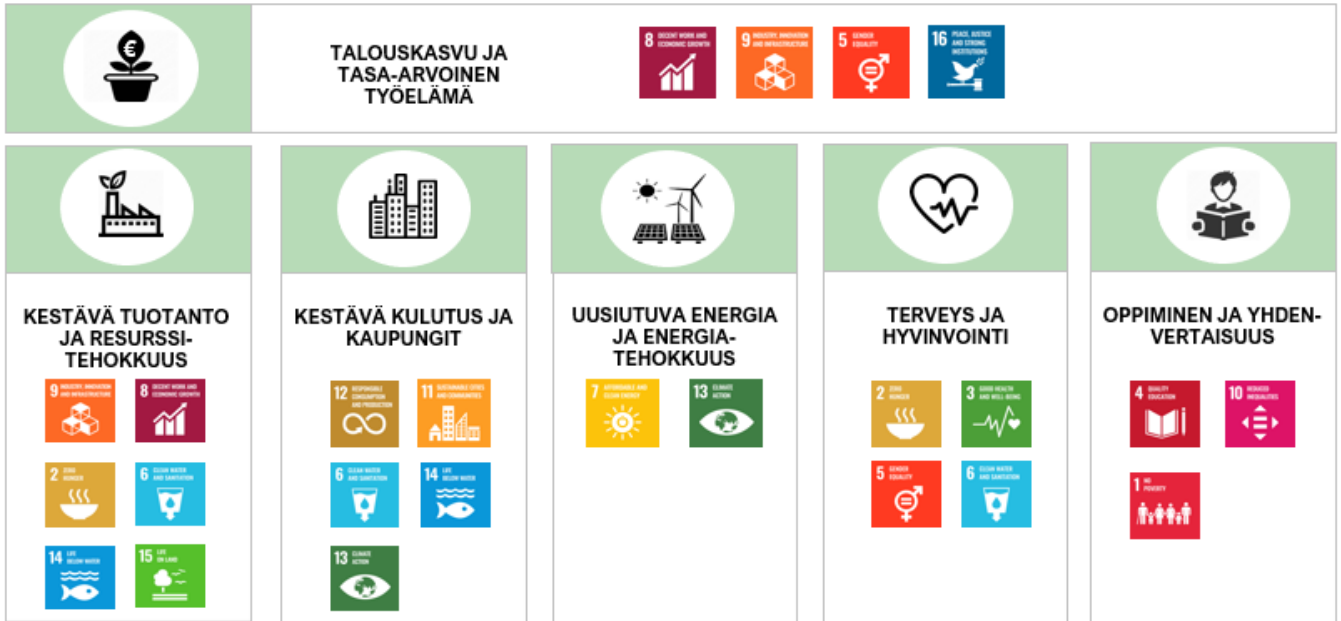 €
TALOUSKASVU JA
TASA-ARVOINEN
TYÖELÄMÄ
8 DECENT WORK AND
ECONOMIC GROWTH
9 INDUSTRY, INNOVATION
AND INFRASTRUCTURE
5 GENDER
EQUALITY
16 PEACE, JUSTICE
AND STRONG
INSTITUTIONS
KESTÄVÄ TUOTANTO
JA RESURSSI-
TEHOKKUUS
9 INDUSTRY, INNOVATION
AND INFRASTRUCTURE
8 DECENT WORK AND
ECONOMIC GROWTH
2 ZERO
HUNGER
6 CLEAN WATER
AND SANITATION
14 LIFE
BELOW WATER
15 LIFE
ON LAND
KESTÄVÄ KULUTUS JA
KAUPUNGIT
12 RESPONSIBLE
CONSUMPTION
AND PRODUCTION
11 SUSTAINABLE CITIES
AND COMMUNITIES
6 CLEAN WATER
AND SANITATION
14 LIFE
BELOW WATER
13 CLIMATE
ACTION
UUSIUTUVA ENERGIA
JA ENERGIA-
TEHOKKUUS
7 AFFORDABLE AND
CLEAN ENERGY
13 CLIMATE
ACTION
TERVEYS JA
HYVINVOINTI
2 ZERO
HUNGER
3 GOOD HEALTH
AND WELL-BEING
5 GENDER
EQUALITY
6 CLEAN WATER
AND SANITATION
OPPIMINEN JA YHDEN-
VERTAISUUS
4 QUALITY
EDUCATION
10 REDUCED
INEQUALITIES
1 NO
POVERTY